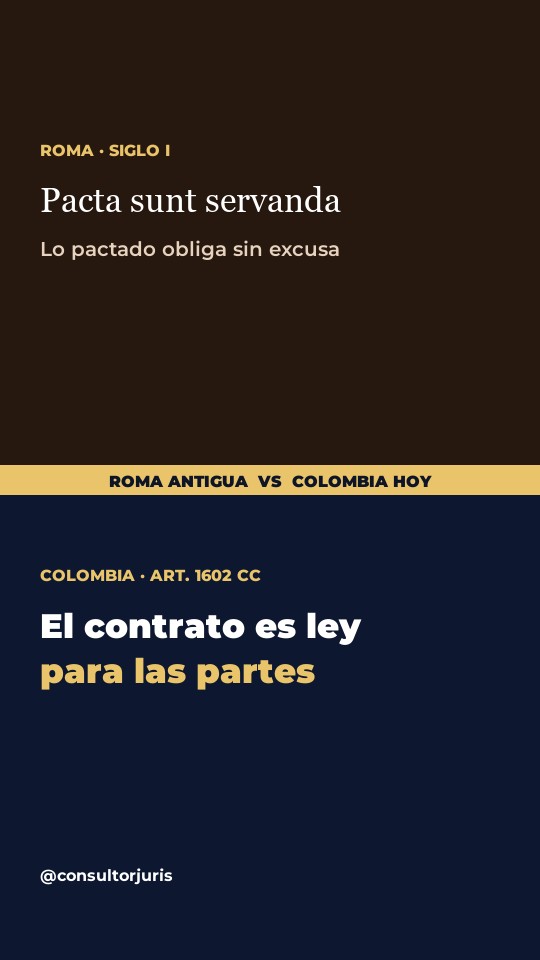 ROMA · SIGLO I
Pacta sunt servanda
Lo pactado obliga sin excusa
ROMA ANTIGUA VS COLOMBIA HOY
COLOMBIA · ART. 1602 CC
El contrato es ley
para las partes
@consultorjuris